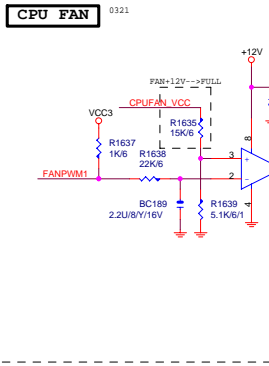 CPU FAN 0321
+12V
FAN+12V-->FULL
CPUFAN_VCC
VCC3
R1635
15K/6
R1637
1K/6
R1638
22K/6
8
3
+
2
-
FANPWM1
4
BC189
2.2U/8/Y/16V
R1639
5.1K/6/1